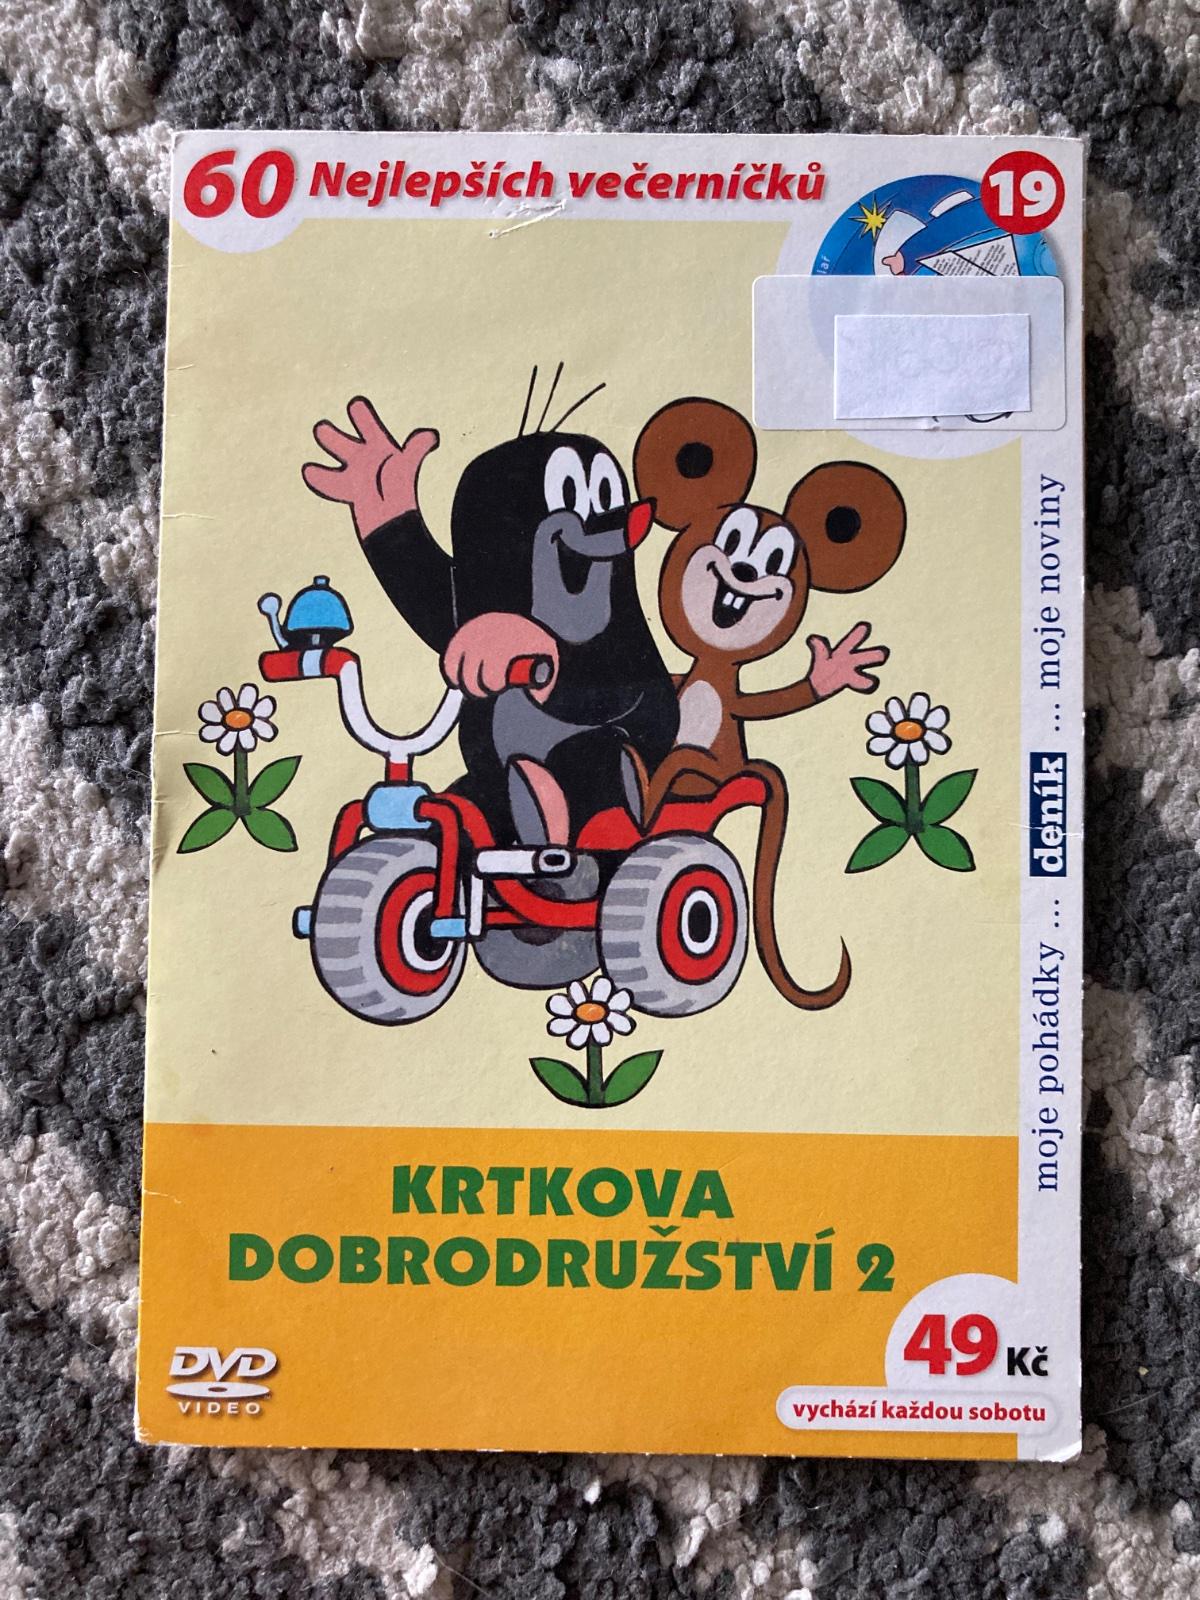 60 Nejlepších večerníčků
19
moje pohádky ... deník ... moje noviny
KRTKOVA
DOBRODRUŽSTVÍ 2
DVD
VIDEO
49 Kč
vychází každou sobotu